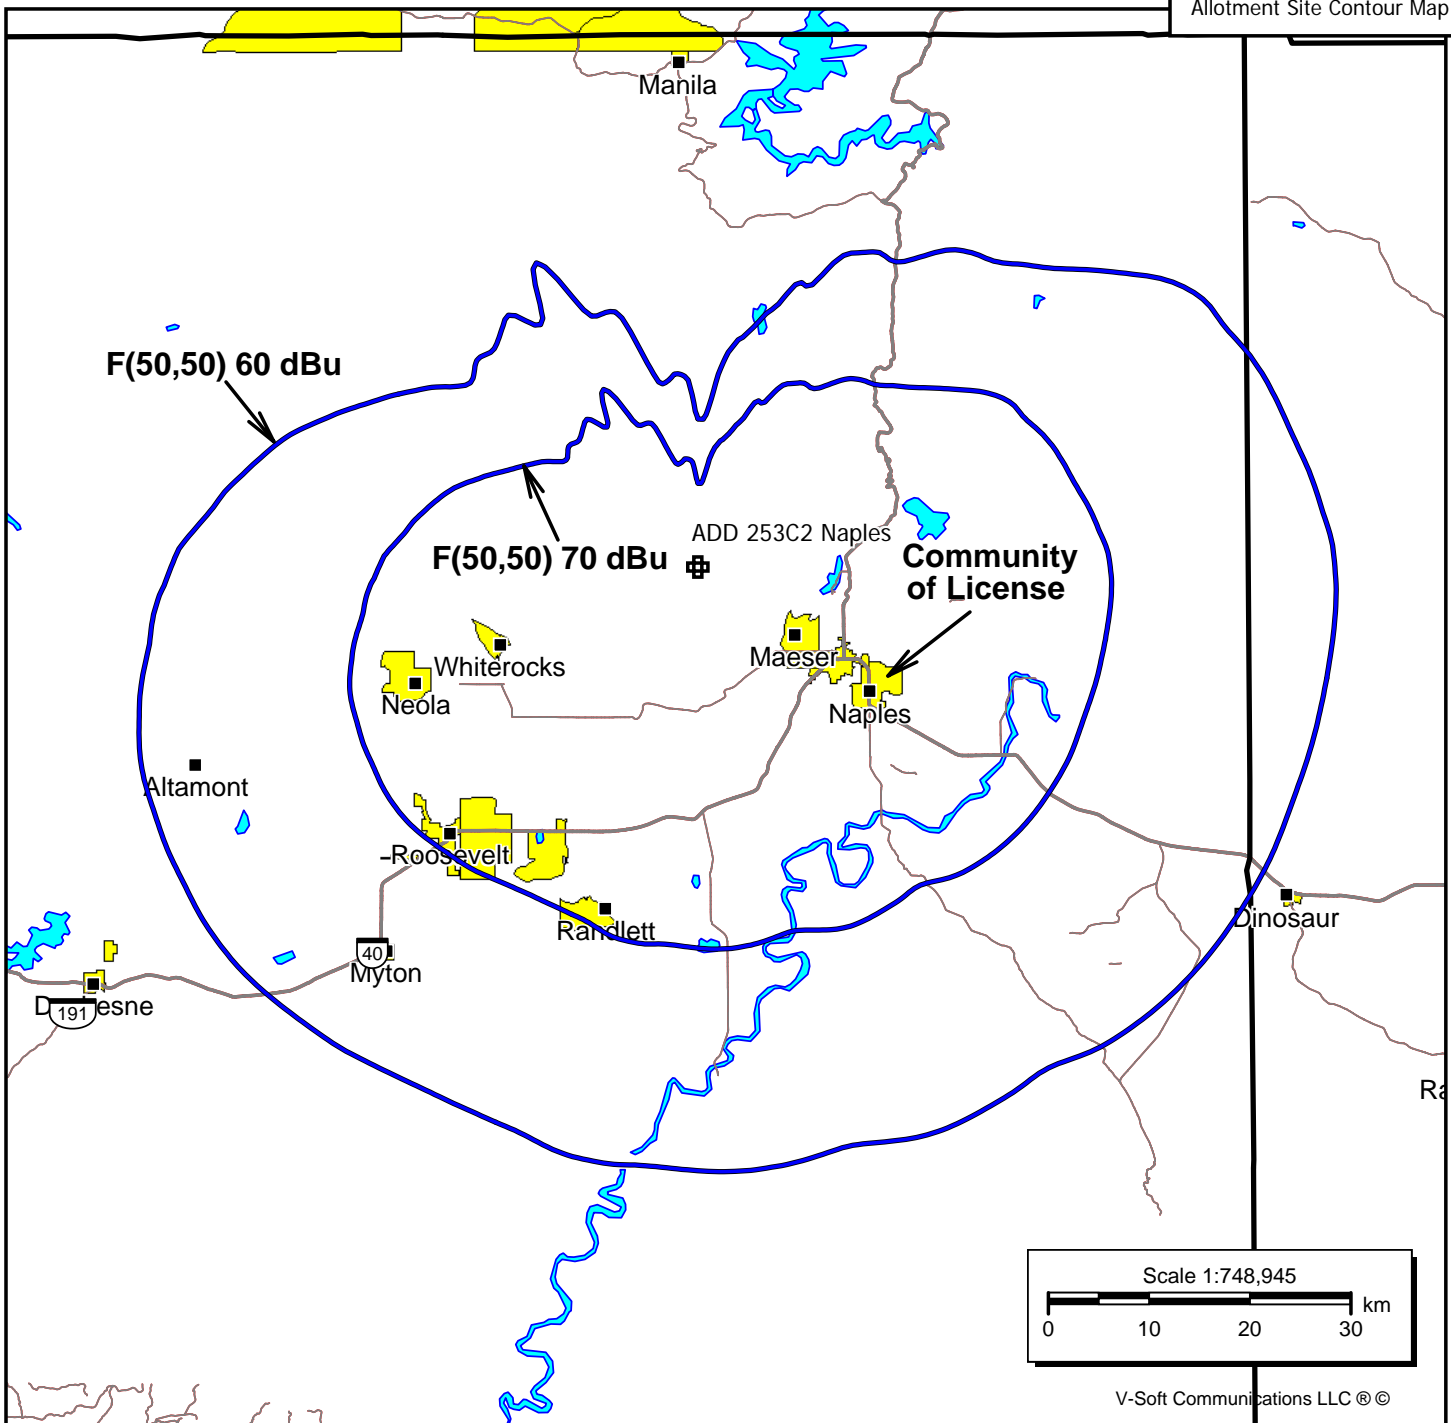 Allotment Site Contour Map
Manila
F(50,50) 60 dBu
ADD 253C2 Naples
F(50,50) 70 dBu
Community
of License
Whiterocks
Maeser
Neola
Naples
Altamont
Roosevelt
Randlett
Dinosaur
40
Myton
191
Scale 1:748,945
km
0 10 20 30
V-Soft Communications LLC ® ©